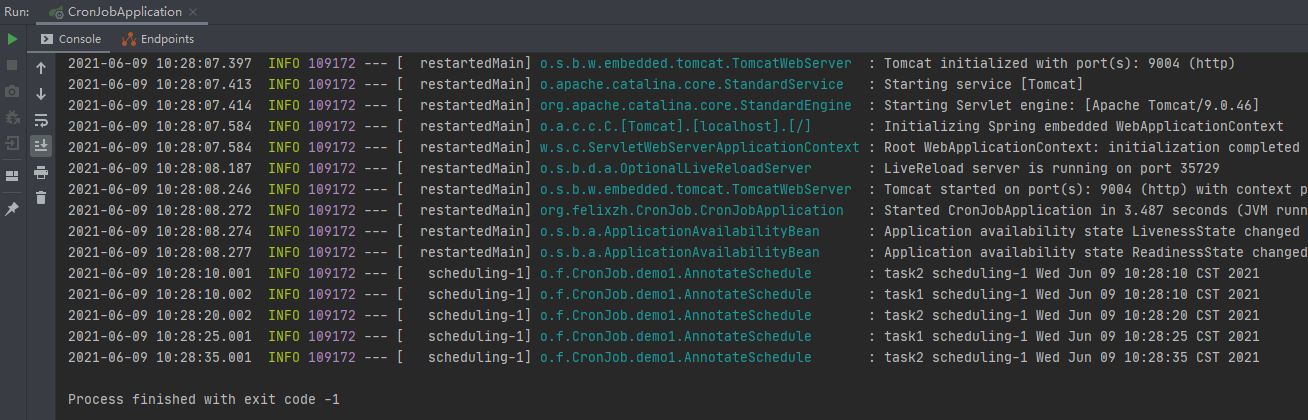 Run: CronJobApplication
Console Endpoints
2021-06-09 10:28:07.397 INFO 109172 --- [ restartedMain] o.s.b.w.embedded.tomcat.TomcatWebServer : Tomcat initialized with port(s): 9004 (http)
2021-06-09 10:28:07.413 INFO 109172 --- [ restartedMain] o.apache.catalina.core.StandardService : Starting service [Tomcat]
2021-06-09 10:28:07.414 INFO 109172 --- [ restartedMain] org.apache.catalina.core.StandardEngine : Starting Servlet engine: [Apache Tomcat/9.0.46]
2021-06-09 10:28:07.584 INFO 109172 --- [ restartedMain] o.a.c.c.C.[Tomcat].[localhost].[/] : Initializing Spring embedded WebApplicationContext
2021-06-09 10:28:07.584 INFO 109172 --- [ restartedMain] w.s.c.ServletWebServerApplicationContext : Root WebApplicationContext: initialization completed
2021-06-09 10:28:08.187 INFO 109172 --- [ restartedMain] o.s.b.d.a.OptionalLiveReloadServer : LiveReload server is running on port 35729
2021-06-09 10:28:08.246 INFO 109172 --- [ restartedMain] o.s.b.w.embedded.tomcat.TomcatWebServer : Tomcat started on port(s): 9004 (http) with context p
2021-06-09 10:28:08.272 INFO 109172 --- [ restartedMain] org.felixzh.CronJob.CronJobApplication : Started CronJobApplication in 3.487 seconds (JVM runn
2021-06-09 10:28:08.274 INFO 109172 --- [ restartedMain] o.s.b.a.ApplicationAvailabilityBean : Application availability state LivenessState changed
2021-06-09 10:28:08.277 INFO 109172 --- [ restartedMain] o.s.b.a.ApplicationAvailabilityBean : Application availability state ReadinessState changed
2021-06-09 10:28:10.001 INFO 109172 --- [ scheduling-1] o.f.CronJob.demo1.AnnotateSchedule : task2 scheduling-1 Wed Jun 09 10:28:10 CST 2021
2021-06-09 10:28:10.002 INFO 109172 --- [ scheduling-1] o.f.CronJob.demo1.AnnotateSchedule : task1 scheduling-1 Wed Jun 09 10:28:10 CST 2021
2021-06-09 10:28:20.002 INFO 109172 --- [ scheduling-1] o.f.CronJob.demo1.AnnotateSchedule : task2 scheduling-1 Wed Jun 09 10:28:20 CST 2021
2021-06-09 10:28:25.001 INFO 109172 --- [ scheduling-1] o.f.CronJob.demo1.AnnotateSchedule : task1 scheduling-1 Wed Jun 09 10:28:25 CST 2021
2021-06-09 10:28:35.001 INFO 109172 --- [ scheduling-1] o.f.CronJob.demo1.AnnotateSchedule : task2 scheduling-1 Wed Jun 09 10:28:35 CST 2021
Process finished with exit code -1